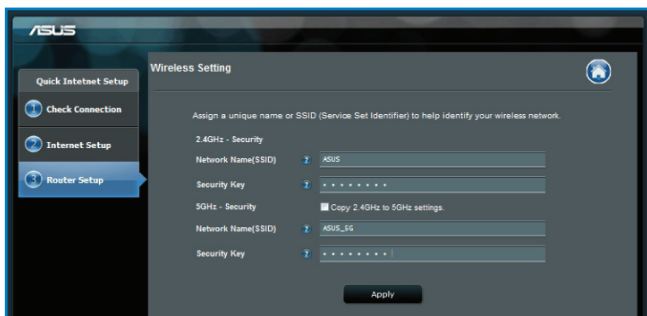 ASUS
Quick Intetnet Setup
1 Check Connection
2 Internet Setup
3 Router Setup
Wireless Setting
Assign a unique name or SSID (Service Set Identifier) to help identify your wireless network.
2.4GHz - Security
Network Name(SSID) ? ASUS
Security Key ? ••••••••
5GHz - Security Copy 2.4GHz to 5GHz settings.
Network Name(SSID) ? ASUS_5G
Security Key ? ••••••••
Apply